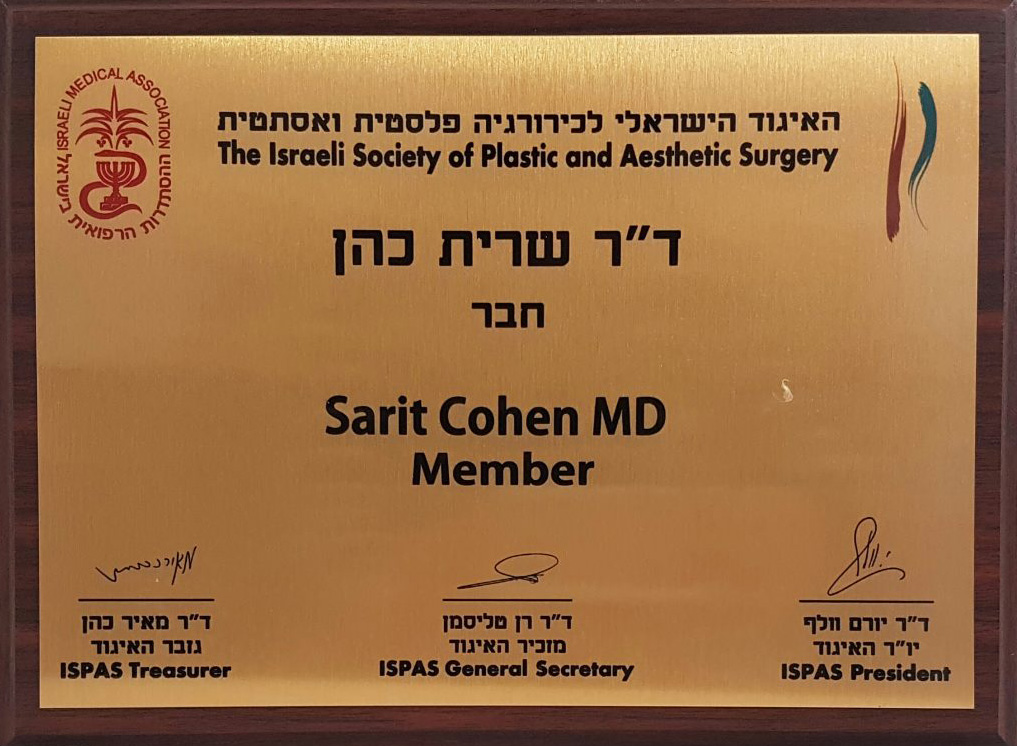 ISRAELI MEDICAL ASSOCIATION
ההסתדרות הרפואית בישראל
האיגוד הישראלי לכירורגיה פלסטית ואסתטית
The Israeli Society of Plastic and Aesthetic Surgery
ד"ר שרית כהן
חבר
Sarit Cohen MD
Member
ד"ר מאיר כהן
גזבר האיגוד
ISPAS Treasurer
ד"ר רן טליסמן
מזכיר האיגוד
ISPAS General Secretary
ד"ר יורם וולף
יו"ר האיגוד
ISPAS President